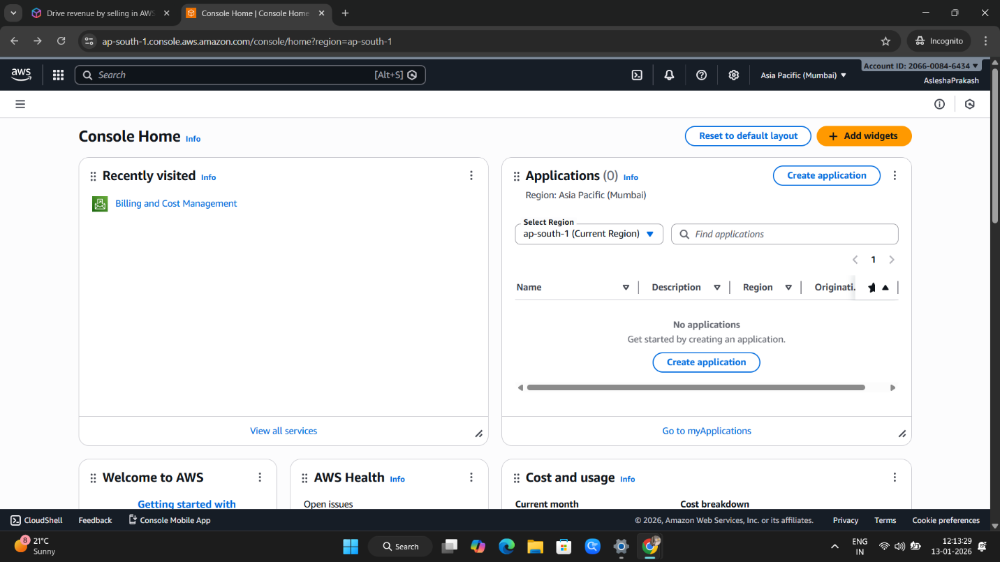 Drive revenue by selling in AWS
Console Home | Console Home
ap-south-1.console.aws.amazon.com/console/home?region=ap-south-1
Incognito
aws
Search
[Alt+S]
Asia Pacific (Mumbai)
Account ID: 2066-0084-6434
AsleshaPrakash
Console Home Info
Reset to default layout
+ Add widgets
Recently visited Info
Billing and Cost Management
View all services
Applications (0) Info
Create application
Region: Asia Pacific (Mumbai)
Select Region
ap-south-1 (Current Region)
Find applications
1
Name
Description
Region
Originati.
No applications
Get started by creating an application.
Create application
Go to myApplications
Welcome to AWS
Getting started with
AWS Health Info
Open issues
Cost and usage Info
Current month
Cost breakdown
CloudShell
Feedback
Console Mobile App
© 2026, Amazon Web Services, Inc. or its affiliates.
Privacy
Terms
Cookie preferences
8
21°C
Sunny
Search
ENG
IN
12:13:29
13-01-2026